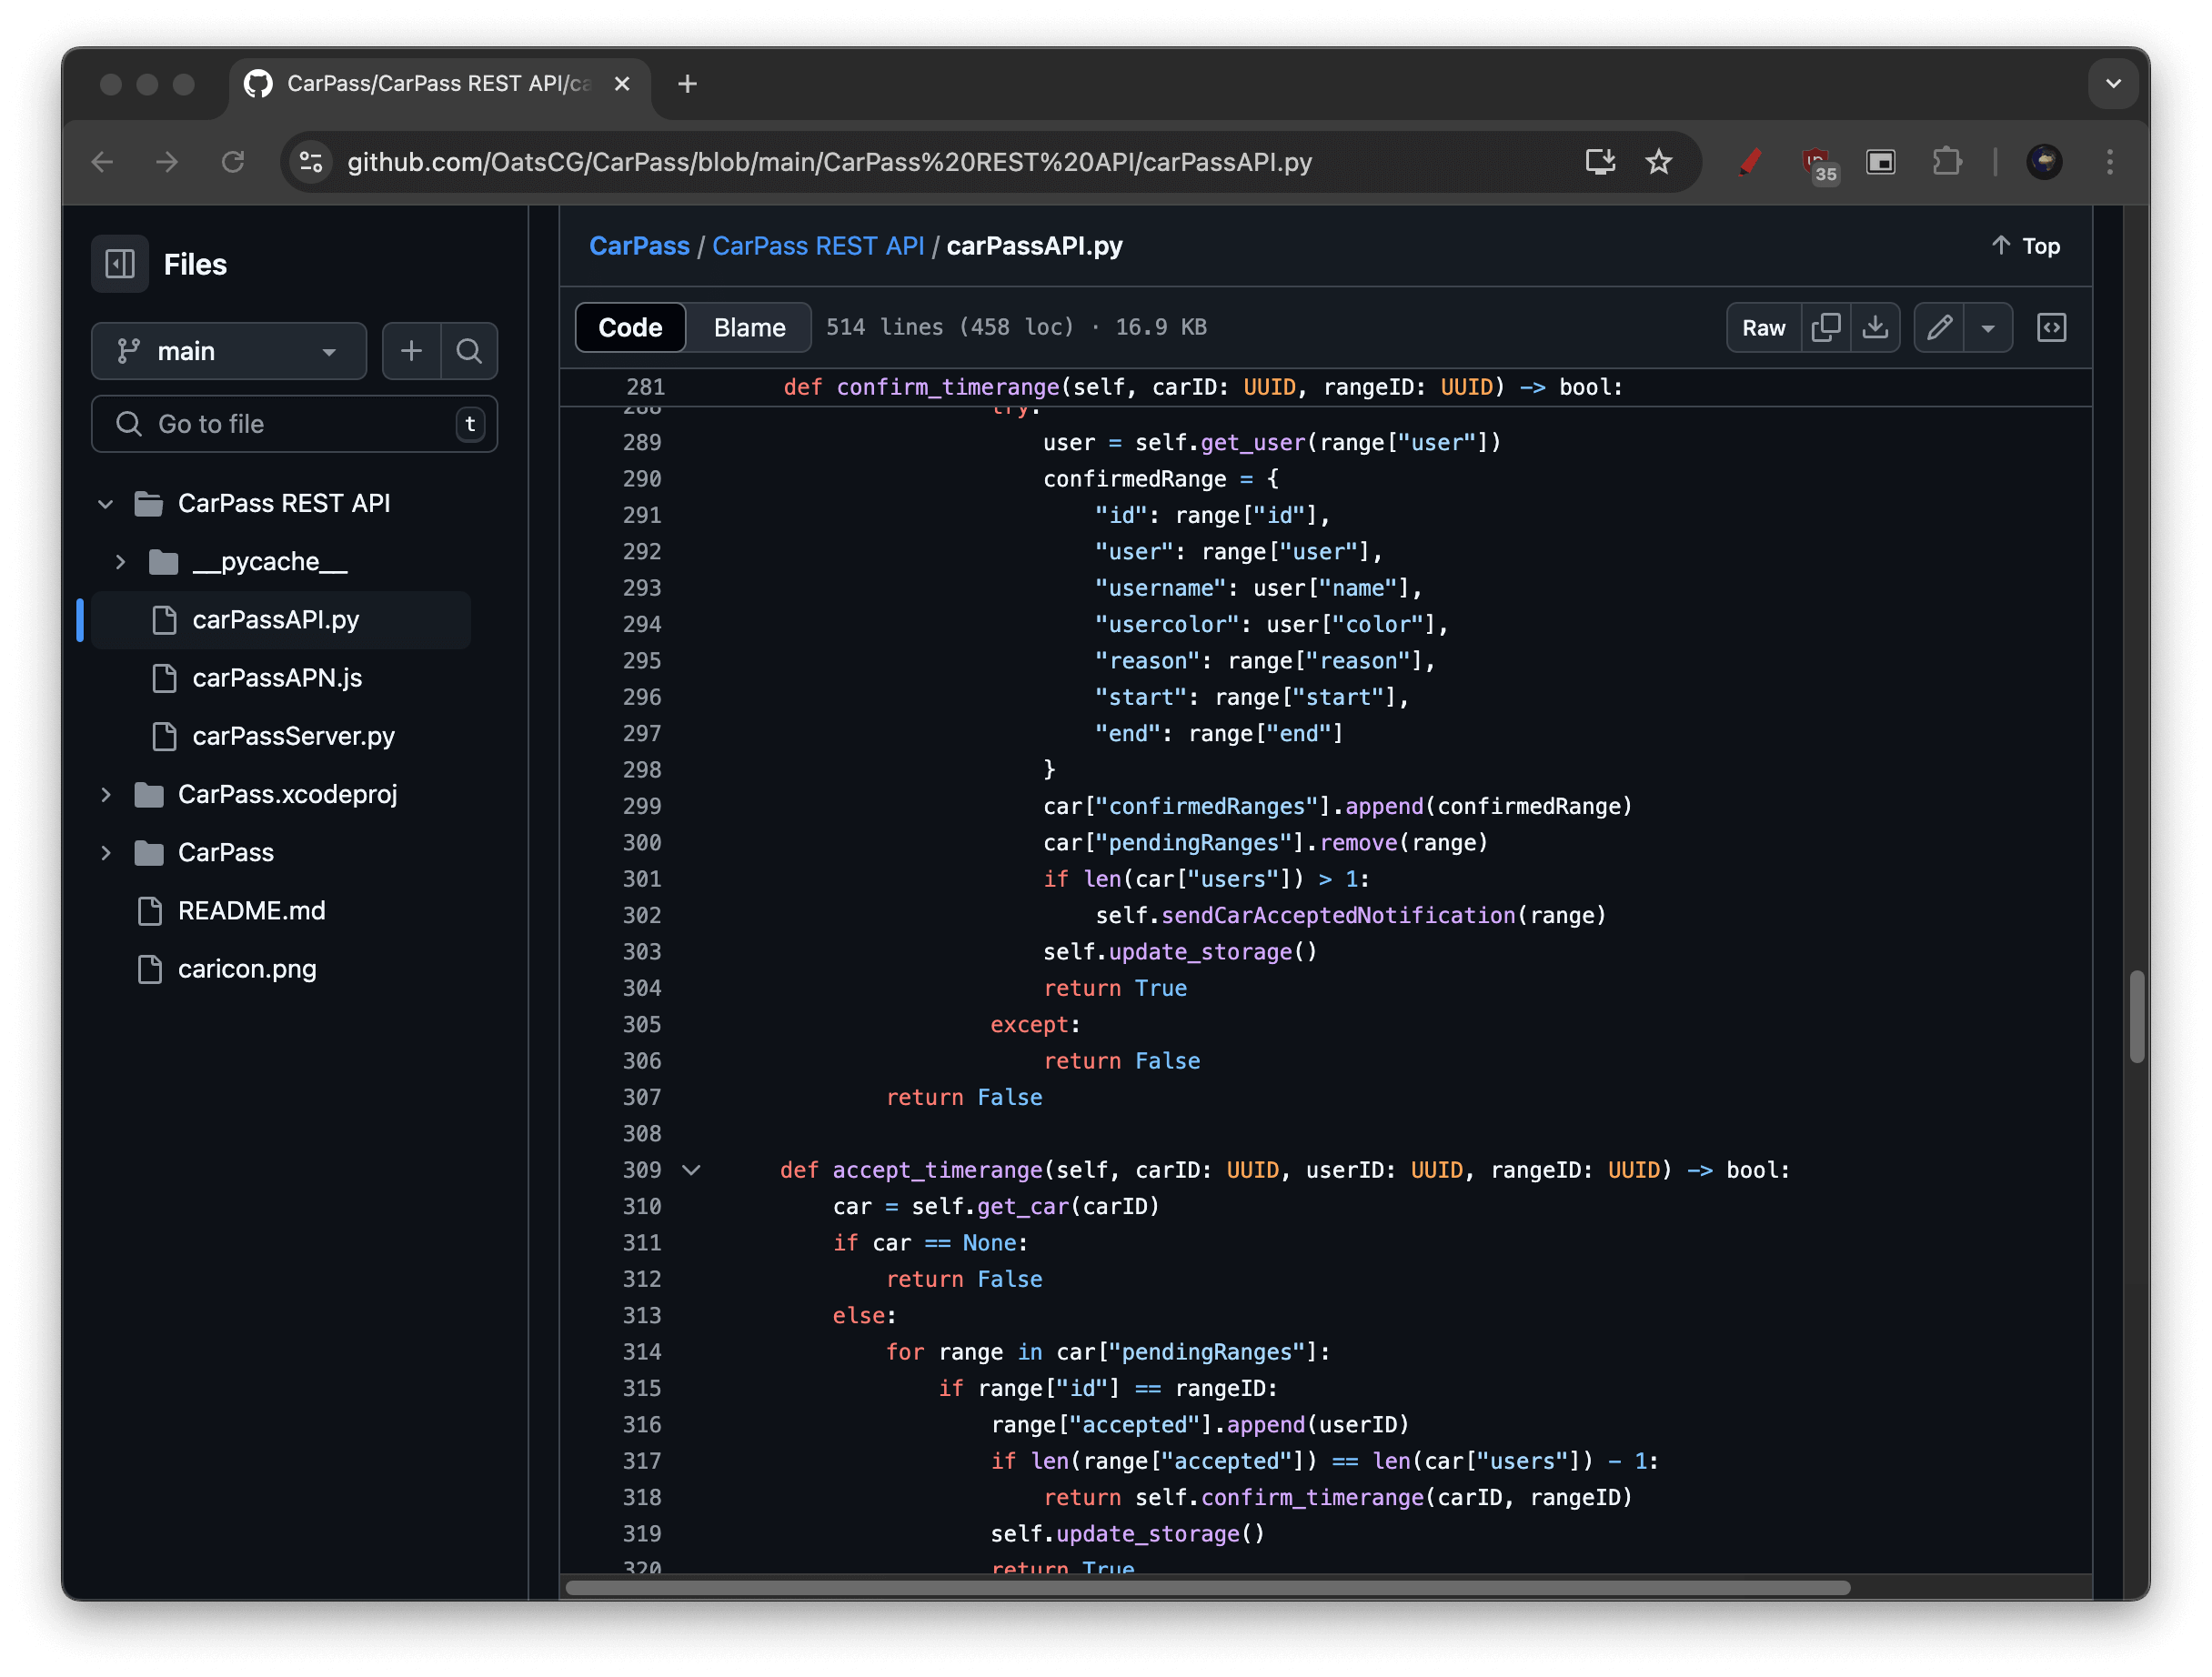 CarPass/CarPass REST API/ca
github.com/OatsCG/CarPass/blob/main/CarPass%20REST%20API/carPassAPI.py
35
Files
main
Go to file
t
CarPass REST API
__pycache__
carPassAPI.py
carPassAPN.js
carPassServer.py
CarPass.xcodeproj
CarPass
README.md
caricon.png
CarPass / CarPass REST API / carPassAPI.py
Top
Code
Blame
514 lines (458 loc) · 16.9 KB
Raw
281 def confirm_timerange(self, carID: UUID, rangeID: UUID) -> bool:
288 try:
289 user = self.get_user(range["user"])
290 confirmedRange = {
291 "id": range["id"],
292 "user": range["user"],
293 "username": user["name"],
294 "usercolor": user["color"],
295 "reason": range["reason"],
296 "start": range["start"],
297 "end": range["end"]
298 }
299 car["confirmedRanges"].append(confirmedRange)
300 car["pendingRanges"].remove(range)
301 if len(car["users"]) > 1:
302 self.sendCarAcceptedNotification(range)
303 self.update_storage()
304 return True
305 except:
306 return False
307 return False
308
309 def accept_timerange(self, carID: UUID, userID: UUID, rangeID: UUID) -> bool:
310 car = self.get_car(carID)
311 if car == None:
312 return False
313 else:
314 for range in car["pendingRanges"]:
315 if range["id"] == rangeID:
316 range["accepted"].append(userID)
317 if len(range["accepted"]) == len(car["users"]) - 1:
318 return self.confirm_timerange(carID, rangeID)
319 self.update_storage()
320 return True